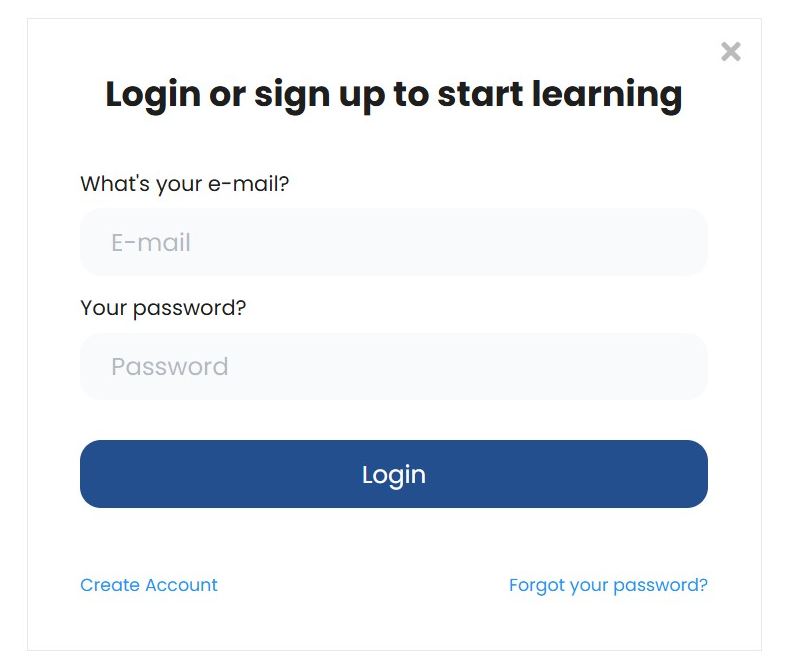 Login or sign up to start learning
What's your e-mail?
E-mail
Your password?
Password
Login
Create Account
Forgot your password?